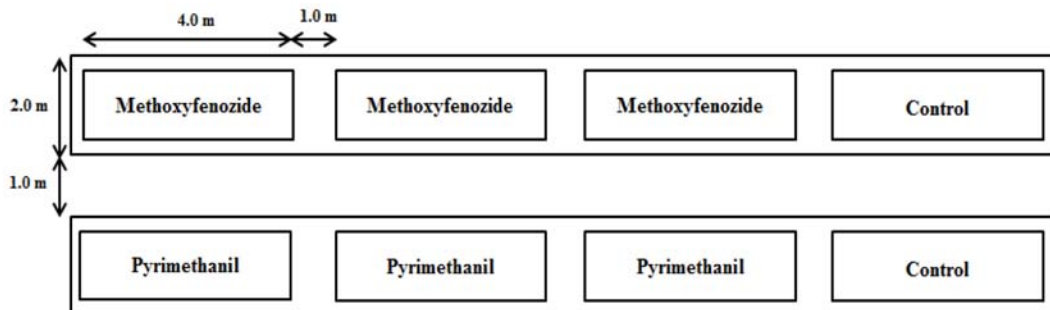 4.0 m 1.0 m
2.0 m Methoxyfenozide Methoxyfenozide Methoxyfenozide Control
1.0 m
Pyrimethanil Pyrimethanil Pyrimethanil Control